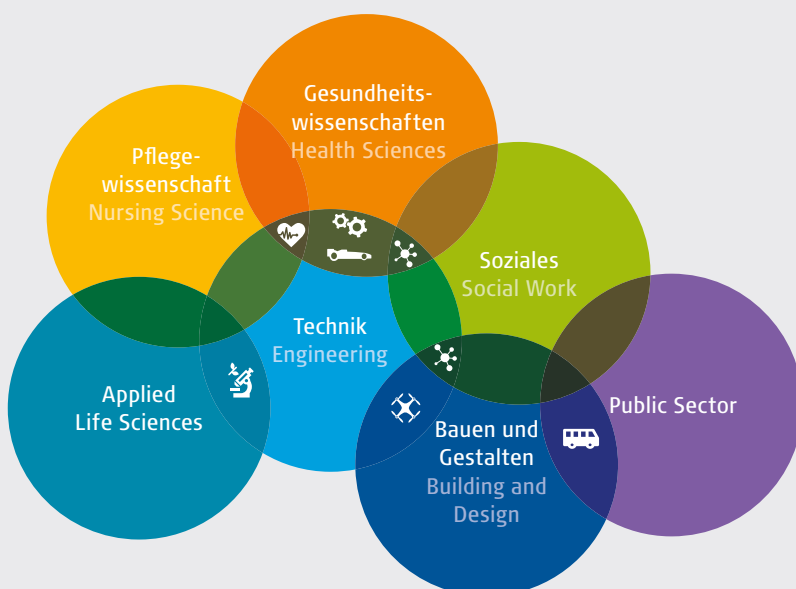 Gesundheits-
wissenschaften
Health Sciences
Pflege-
wissenschaft
Nursing Science
Soziales
Social Work
Technik
Engineering
Applied
Life Sciences
Public Sector
Bauen und
Gestalten
Building and
Design